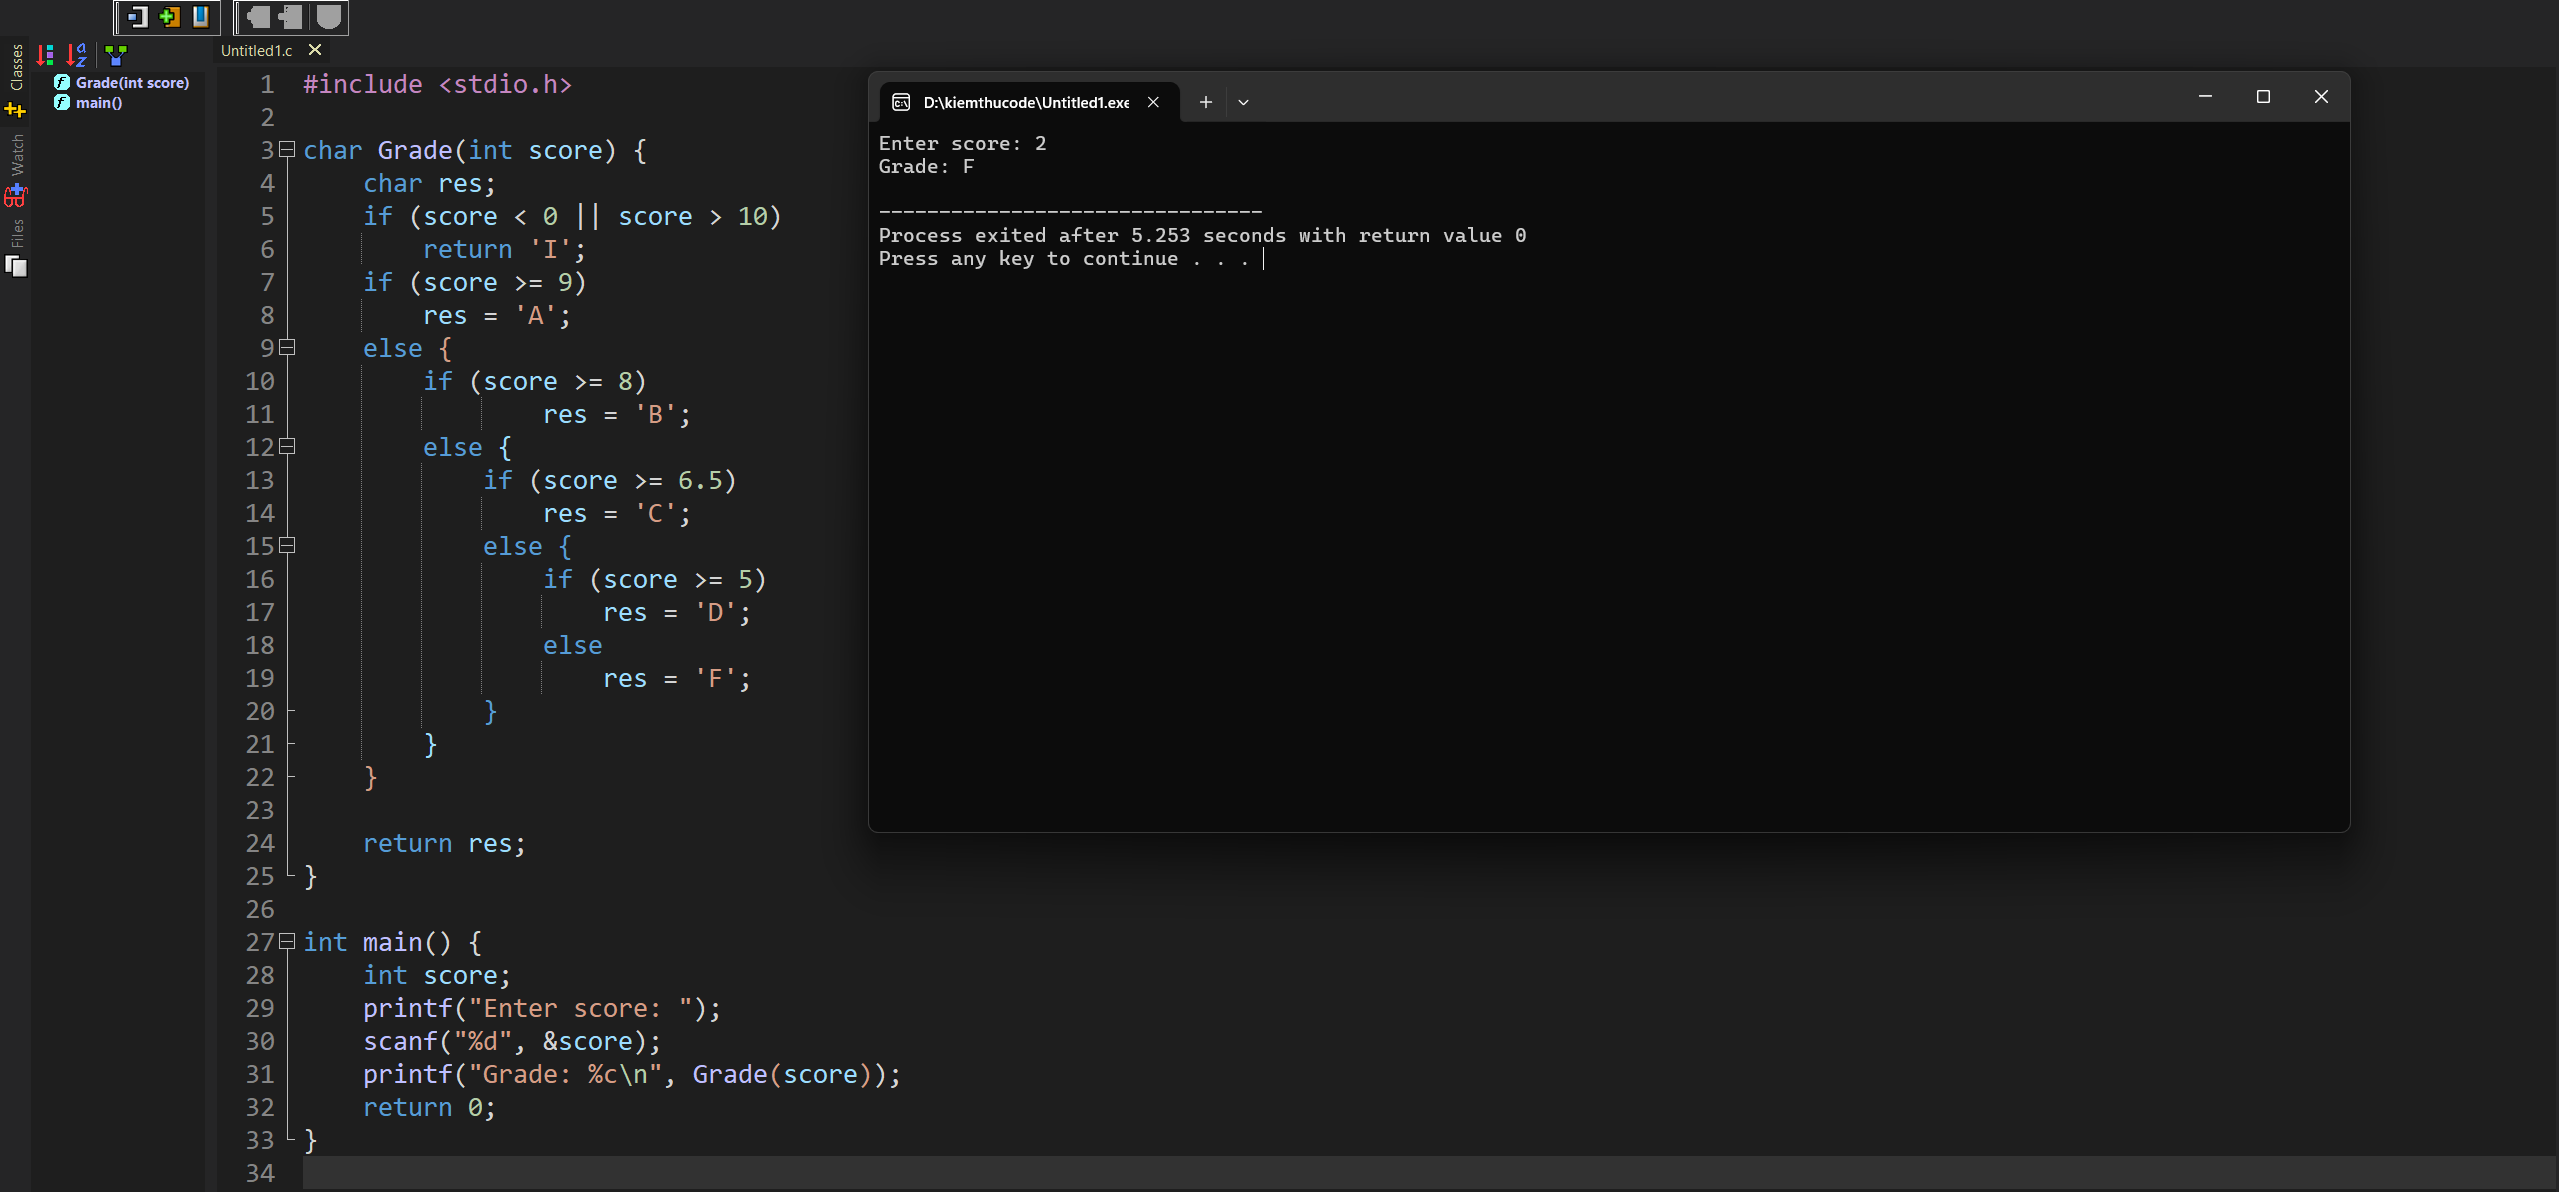 Untitled1.c
Classes
Watch
Files
Grade(int score)
main()
1 #include <stdio.h>
2
3 char Grade(int score) {
4     char res;
5     if (score < 0 || score > 10)
6         return 'I';
7     if (score >= 9)
8         res = 'A';
9     else {
10         if (score >= 8)
11                 res = 'B';
12         else {
13             if (score >= 6.5)
14                 res = 'C';
15             else {
16                 if (score >= 5)
17                     res = 'D';
18                 else
19                     res = 'F';
20             }
21         }
22     }
23
24     return res;
25 }
26
27 int main() {
28     int score;
29     printf("Enter score: ");
30     scanf("%d", &score);
31     printf("Grade: %c\n", Grade(score));
32     return 0;
33 }
34
D:\kiemthucode\Untitled1.exe
Enter score: 2
Grade: F
--------------------------------
Process exited after 5.253 seconds with return value 0
Press any key to continue . . .